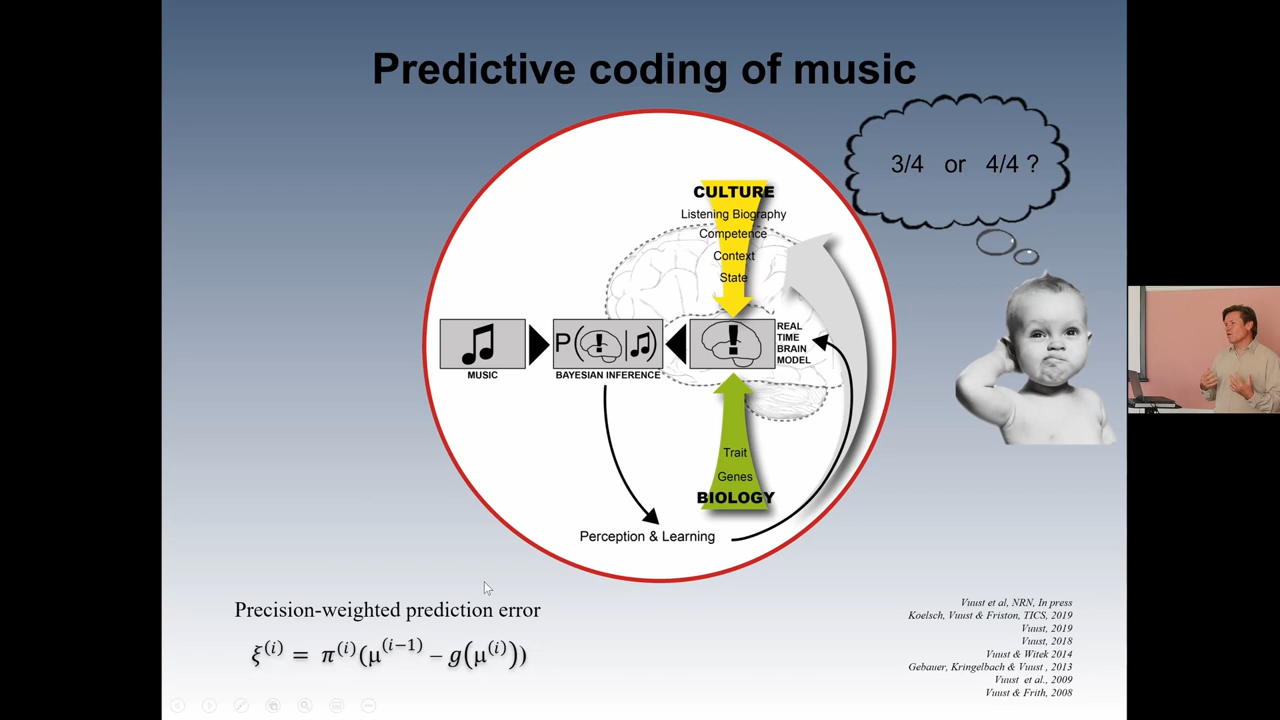 Predictive coding of music
3/4 or 4/4 ?
CULTURE
Listening Biography
Competence
Context
State
P(!|♫)
!
REAL
TIME
BRAIN
MODEL
MUSIC
BAYESIAN INFERENCE
Trait
Genes
BIOLOGY
Perception & Learning
Precision-weighted prediction error
ξ⁽ⁱ⁾ = π⁽ⁱ⁾(μ⁽ⁱ⁻¹⁾ – g(μ⁽ⁱ⁾))
Vuust et al, NRN, In press
Koelsch, Vuust & Friston, TICS, 2019
Vuust, 2019
Vuust, 2018
Vuust & Witek 2014
Gebauer, Kringelbach & Vuust , 2013
Vuust et al., 2009
Vuust & Frith, 2008